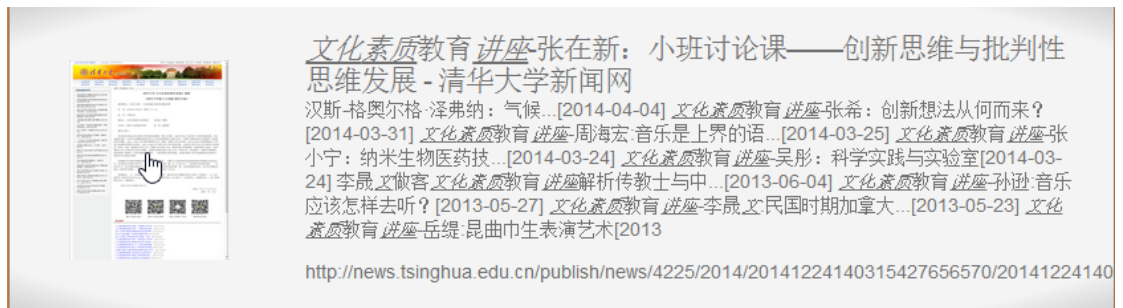 文化素质教育讲座-张在新：小班讨论课——创新思维与批判性
思维发展 - 清华大学新闻网
汉斯-格奥尔格·泽弗纳：气候...[2014-04-04] 文化素质教育讲座-张希：创新想法从何而来？
[2014-03-31] 文化素质教育讲座-周海宏:音乐是上界的语...[2014-03-25] 文化素质教育讲座-张
小宁：纳米生物医药技...[2014-03-24] 文化素质教育讲座-吴彤：科学实践与实验室[2014-03-
24] 李晟文做客文化素质教育讲座解析传教士与中...[2013-06-04] 文化素质教育讲座-孙逊:音乐
应该怎样去听？[2013-05-27] 文化素质教育讲座-李晟文:民国时期加拿大...[2013-05-23] 文化
素质教育讲座-岳缇:昆曲巾生表演艺术[2013
http://news.tsinghua.edu.cn/publish/news/4225/2014/20141224140315427656570/20141224140